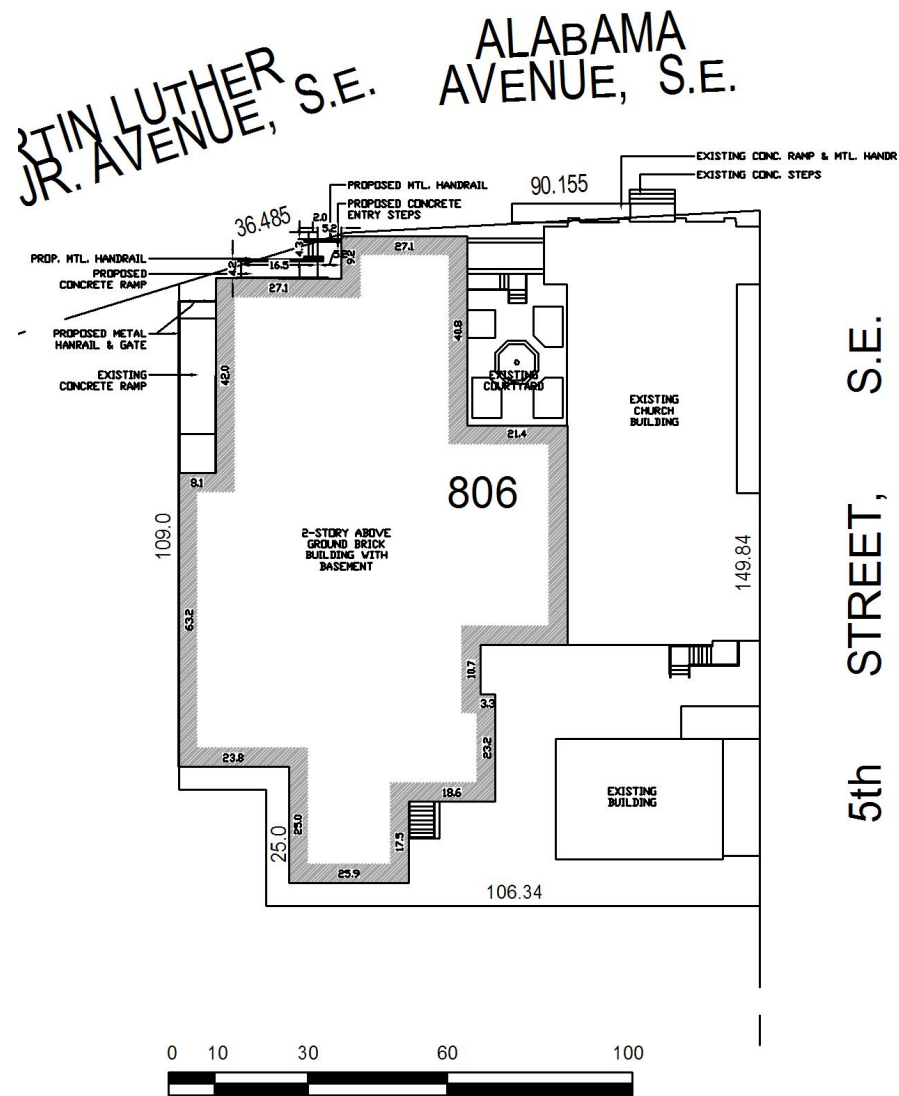 RTIN LUTHER
JR. AVENUE, S.E.
ALABAMA
AVENUE, S.E.
EXISTING CONC. RAMP & MTL. HANDR
EXISTING CONC. STEPS
90.155
PROPOSED MTL. HANDRAIL
PROPOSED CONCRETE
ENTRY STEPS
36.485
2.0
5.2
4.3
9.2
27.1
PROP. MTL. HANDRAIL
4.2
16.5
PROPOSED
CONCRETE RAMP
27.1
PROPOSED METAL
HANRAIL & GATE
EXISTING
CONCRETE RAMP
42.0
40.8
EXISTING
COURTYARD
EXISTING
CHURCH
BUILDING
21.4
8.1
806
2-STORY ABOVE
GROUND BRICK
BUILDING WITH
BASEMENT
109.0
149.84
5th STREET, S.E.
63.2
10.7
3.3
23.2
23.8
18.6
EXISTING
BUILDING
25.0
25.0
17.5
25.9
106.34
0 10 30 60 100